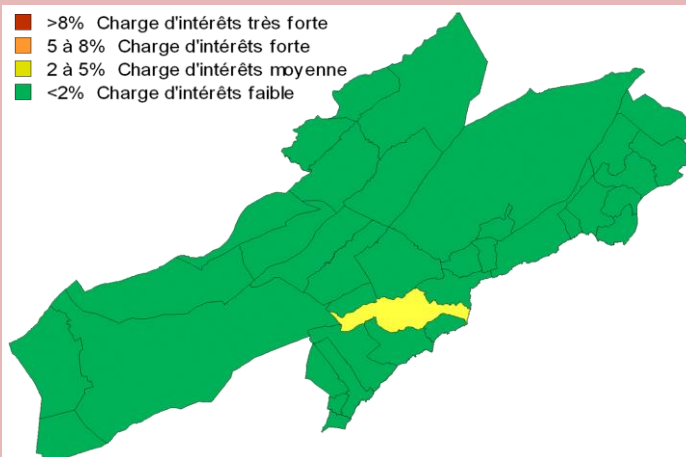 >8% Charge d'intérêts très forte
5 à 8% Charge d'intérêts forte
2 à 5% Charge d'intérêts moyenne
<2% Charge d'intérêts faible